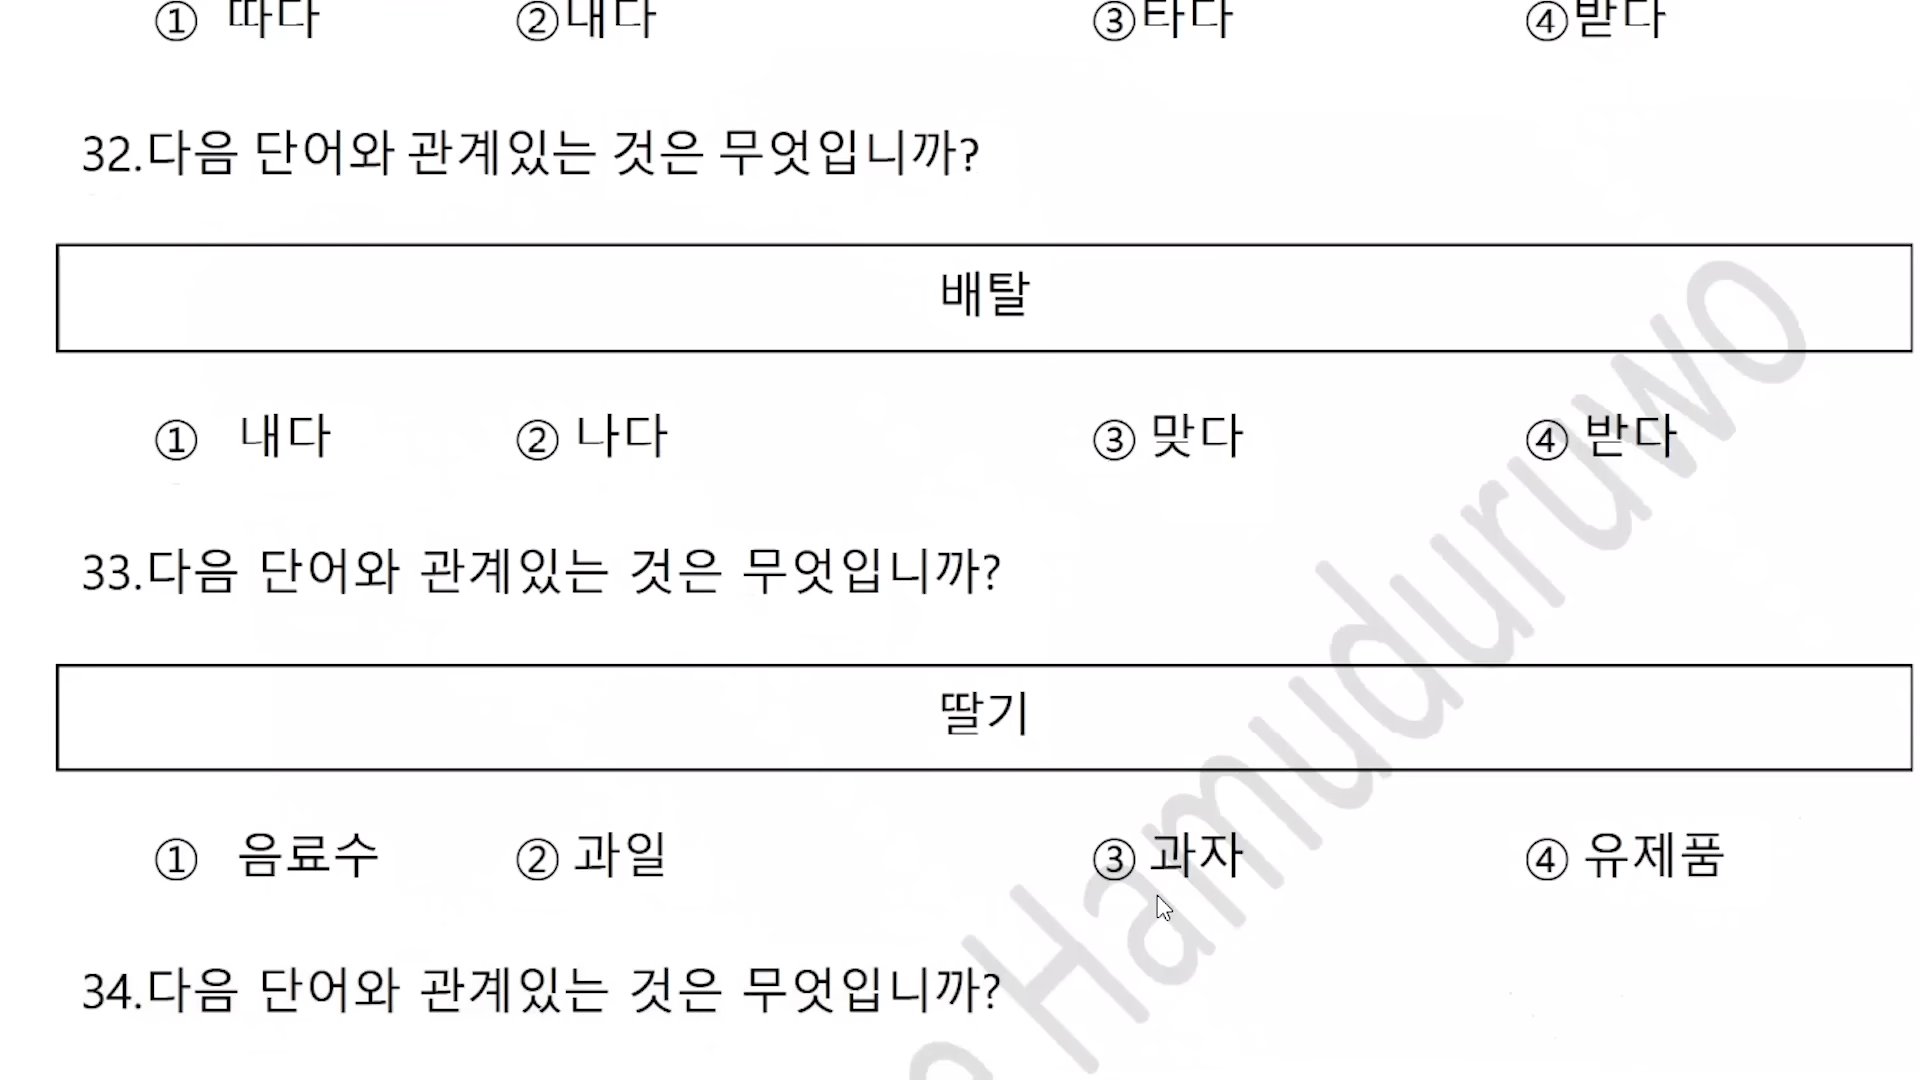 ① 따다 ②내다 ③타다 ④받다
32.다음 단어와 관계있는 것은 무엇입니까?
배탈
① 내다 ② 나다 ③ 맞다 ④ 받다
33.다음 단어와 관계있는 것은 무엇입니까?
딸기
① 음료수 ② 과일 ③ 과자 ④ 유제품
34.다음 단어와 관계있는 것은 무엇입니까?
Hamuduruwo